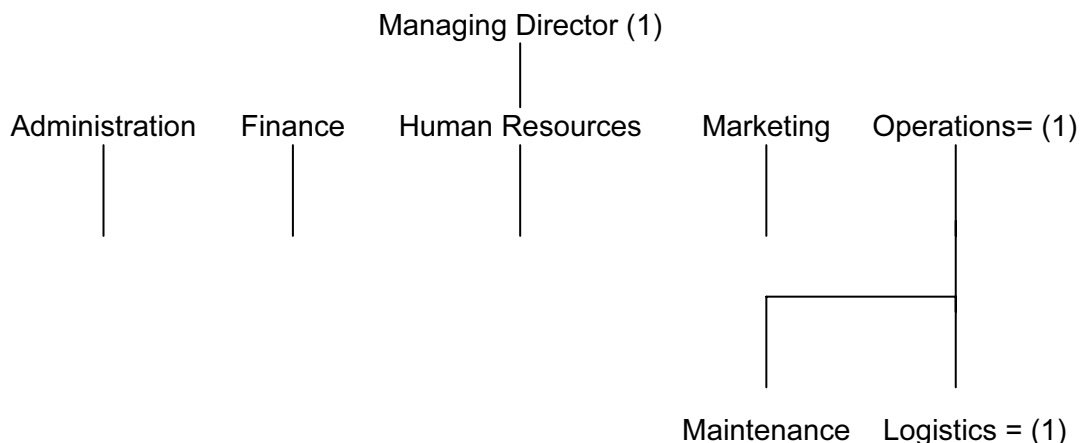 Managing Director (1)
Administration Finance Human Resources Marketing Operations= (1)
Maintenance Logistics = (1)